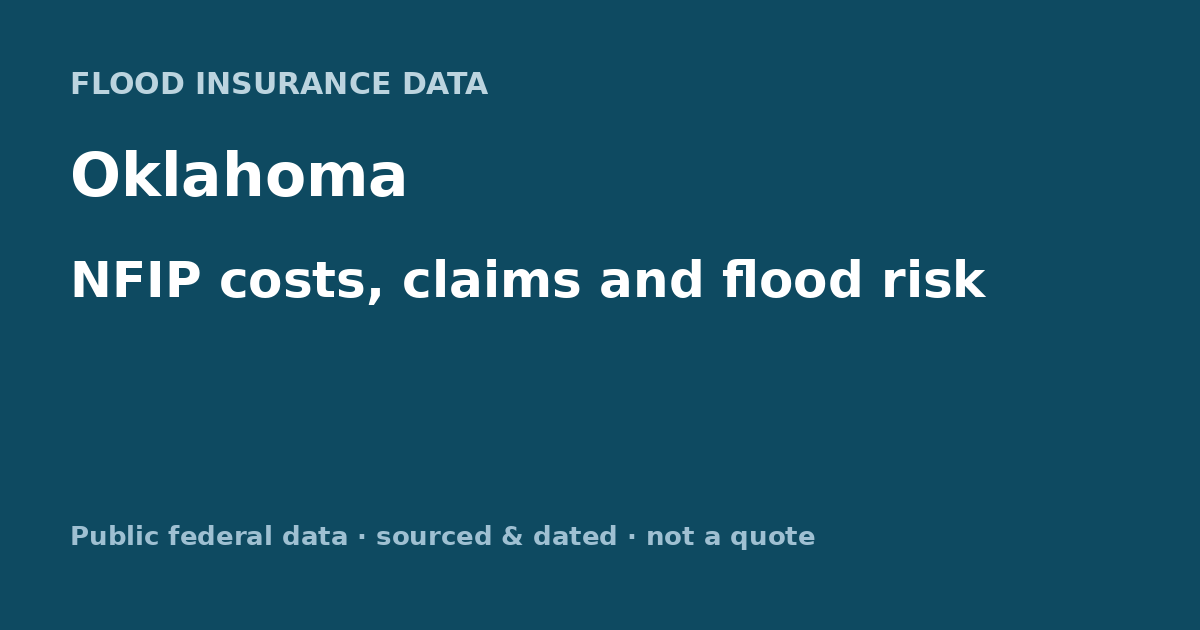 FLOOD INSURANCE DATA
Oklahoma
NFIP costs, claims and flood risk
Public federal data · sourced & dated · not a quote